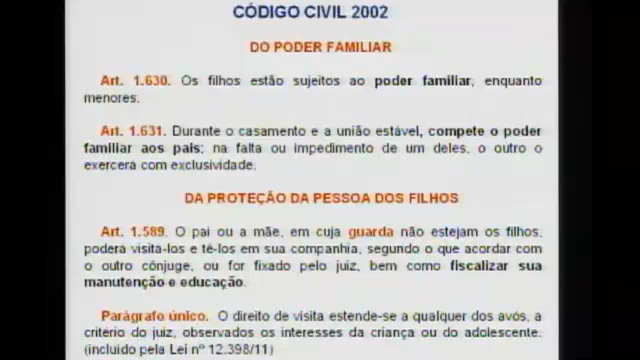 CÓDIGO CIVIL 2002
DO PODER FAMILIAR
Art. 1.630. Os filhos estão sujeitos ao poder familiar, enquanto
menores.
Art. 1.631. Durante o casamento e a união estável, compete o poder
familiar aos pais; na falta ou impedimento de um deles, o outro o
exercerá com exclusividade.
DA PROTEÇÃO DA PESSOA DOS FILHOS
Art. 1.589. O pai ou a mãe, em cuja guarda não estejam os filhos,
poderá visitá-los e tê-los em sua companhia, segundo o que acordar com
o outro cônjuge, ou for fixado pelo juiz, bem como fiscalizar sua
manutenção e educação.
Parágrafo único. O direito de visita estende-se a qualquer dos avós, a
critério do juiz, observados os interesses da criança ou do adolescente.
(incluido pela Lei nº 12.398/11)